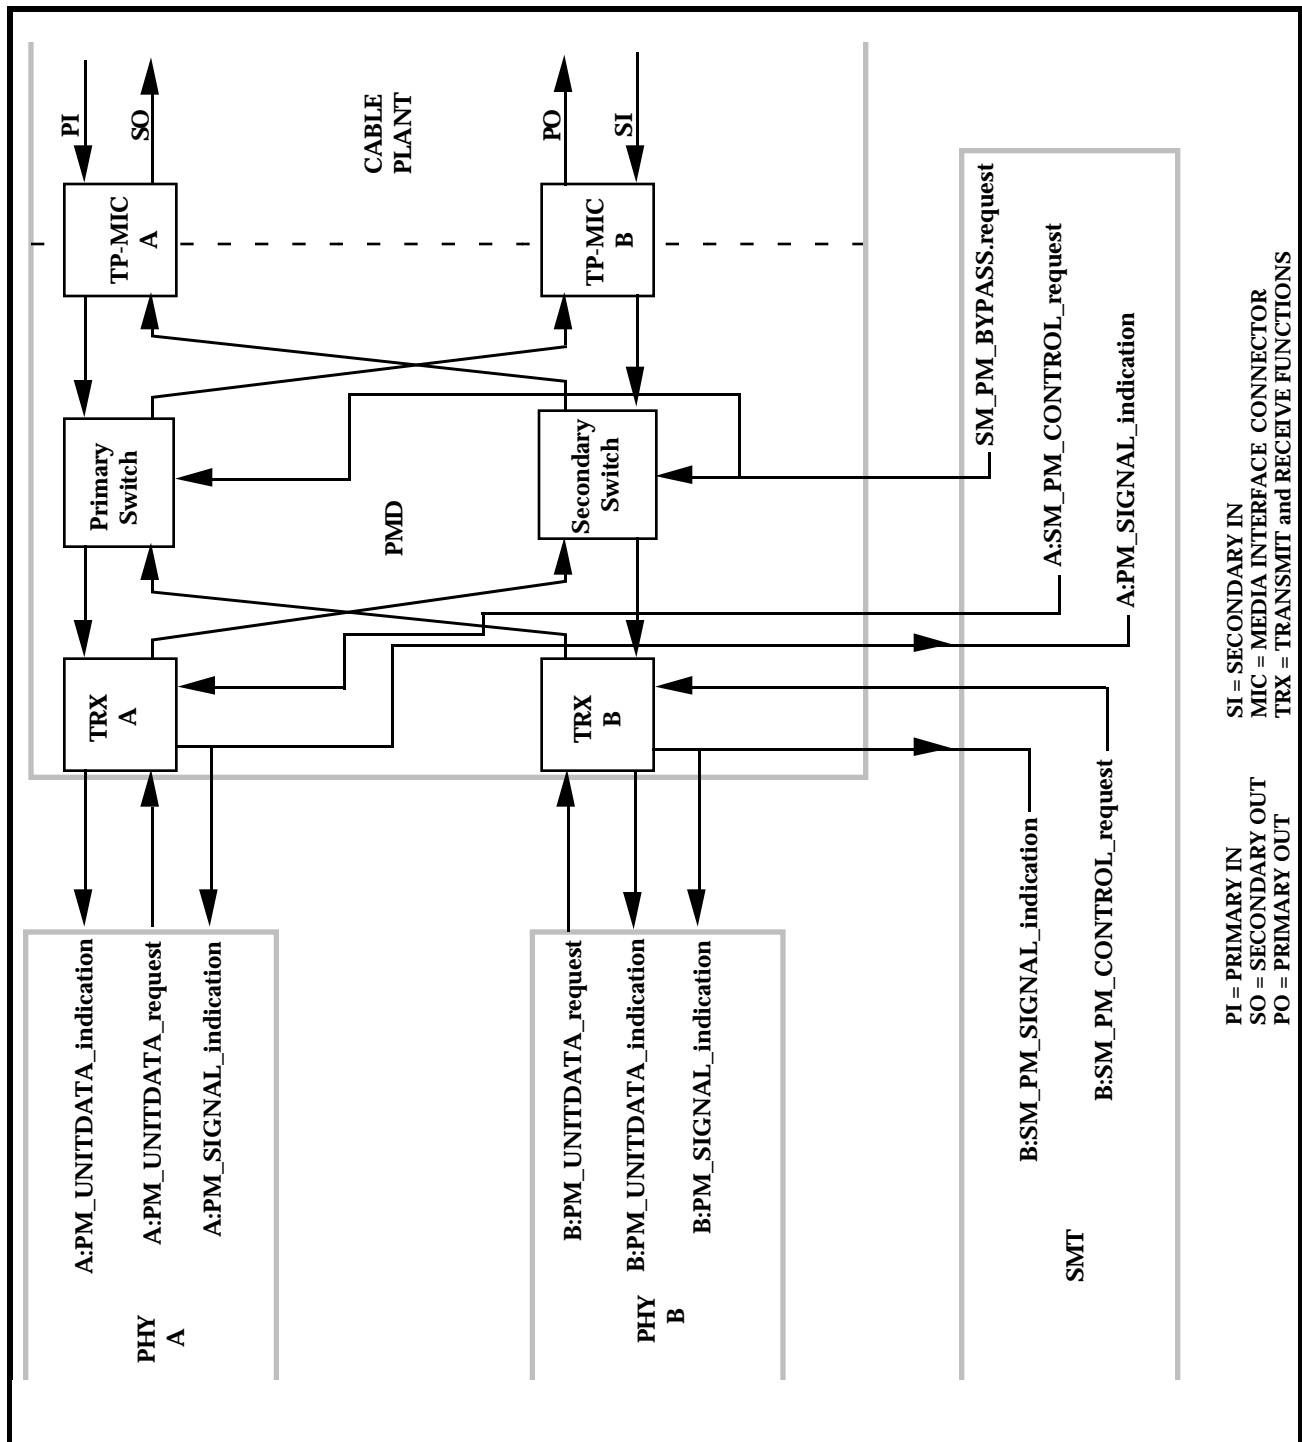 PI
SO
CABLE
PLANT
PO
SI
TP-MIC
A
TP-MIC
B
Primary
Switch
PMD
Secondary
Switch
TRX
A
TRX
B
SM_PM_BYPASS.request
A:SM_PM_CONTROL_request
A:PM_SIGNAL_indication
B:SM_PM_SIGNAL_indication
B:SM_PM_CONTROL_request
SMT
A:PM_UNITDATA_indication
A:PM_UNITDATA_request
A:PM_SIGNAL_indication
PHY
A
B:PM_UNITDATA_request
B:PM_UNITDATA_indication
B:PM_SIGNAL_indication
PHY
B
PI = PRIMARY IN
SO = SECONDARY OUT
PO = PRIMARY OUT
SI = SECONDARY IN
MIC = MEDIA INTERFACE CONNECTOR
TRX = TRANSMIT and RECEIVE FUNCTIONS